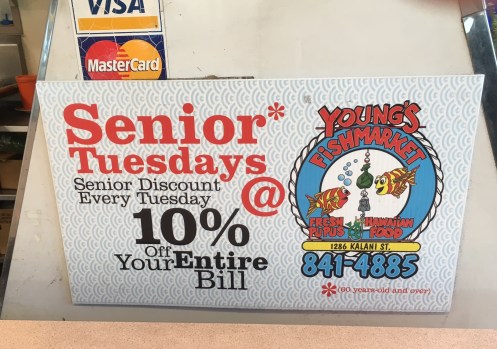 VISA
MasterCard
Senior*
Tuesdays
@
Senior Discount
Every Tuesday
10%
Off
Your Entire
Bill
YOUNG'S
FISHMARKET
FRESH HAWAIIAN
PUPUS FOOD
1286 KALANI ST.
841-4885
*(60 years-old and over)